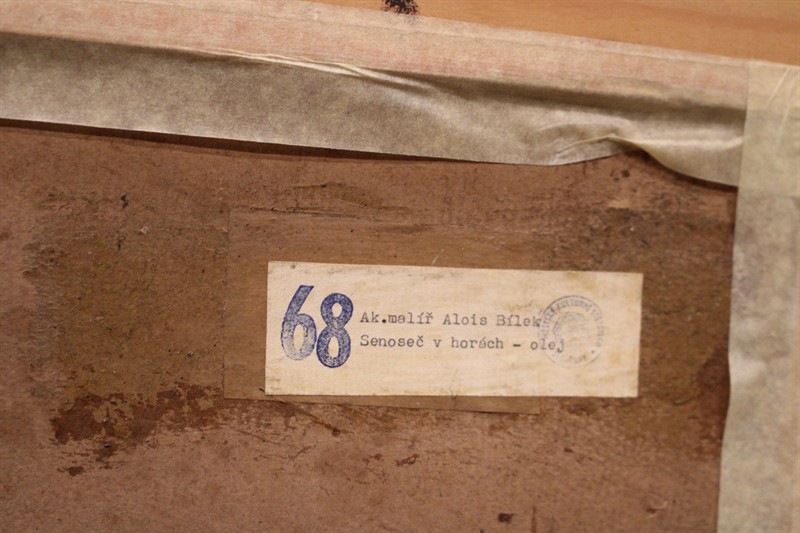 68
Ak.malíř Alois Bílek
Senoseč v horách - olej